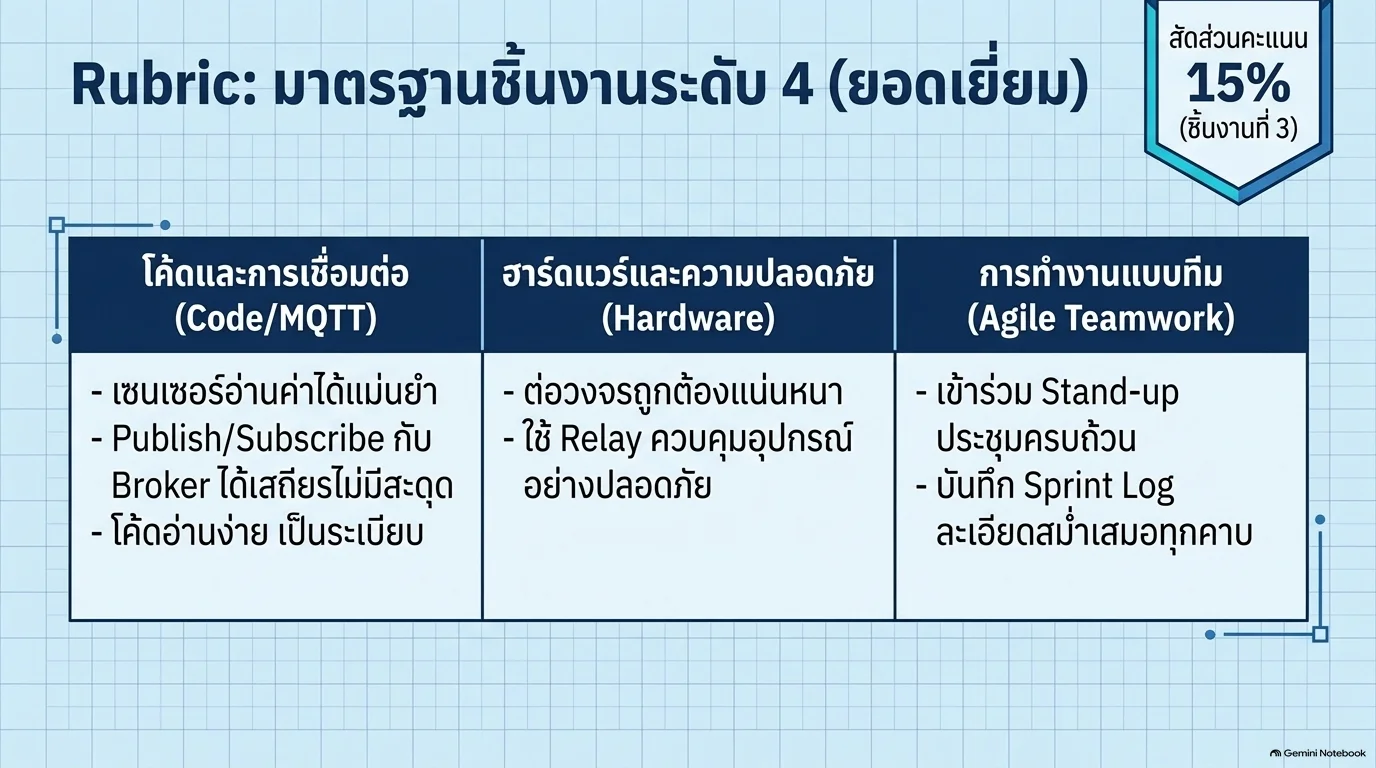 Rubric: มาตรฐานชิ้นงานระดับ 4 (ยอดเยี่ยม)
สัดส่วนคะแนน
15%
(ชิ้นงานที่ 3)
โค้ดและการเชื่อมต่อ
(Code/MQTT)
- เซนเซอร์อ่านค่าได้แม่นยำ
- Publish/Subscribe กับ
Broker ได้เสถียรไม่มีสะดุด
- โค้ดอ่านง่าย เป็นระเบียบ
ฮาร์ดแวร์และความปลอดภัย
(Hardware)
- ต่อวงจรถูกต้องแน่นหนา
- ใช้ Relay ควบคุมอุปกรณ์
อย่างปลอดภัย
การทำงานแบบทีม
(Agile Teamwork)
- เข้าร่วม Stand-up
ประชุมครบถ้วน
- บันทึก Sprint Log
ละเอียดสม่ำเสมอทุกคาบ
Gemini Notebook